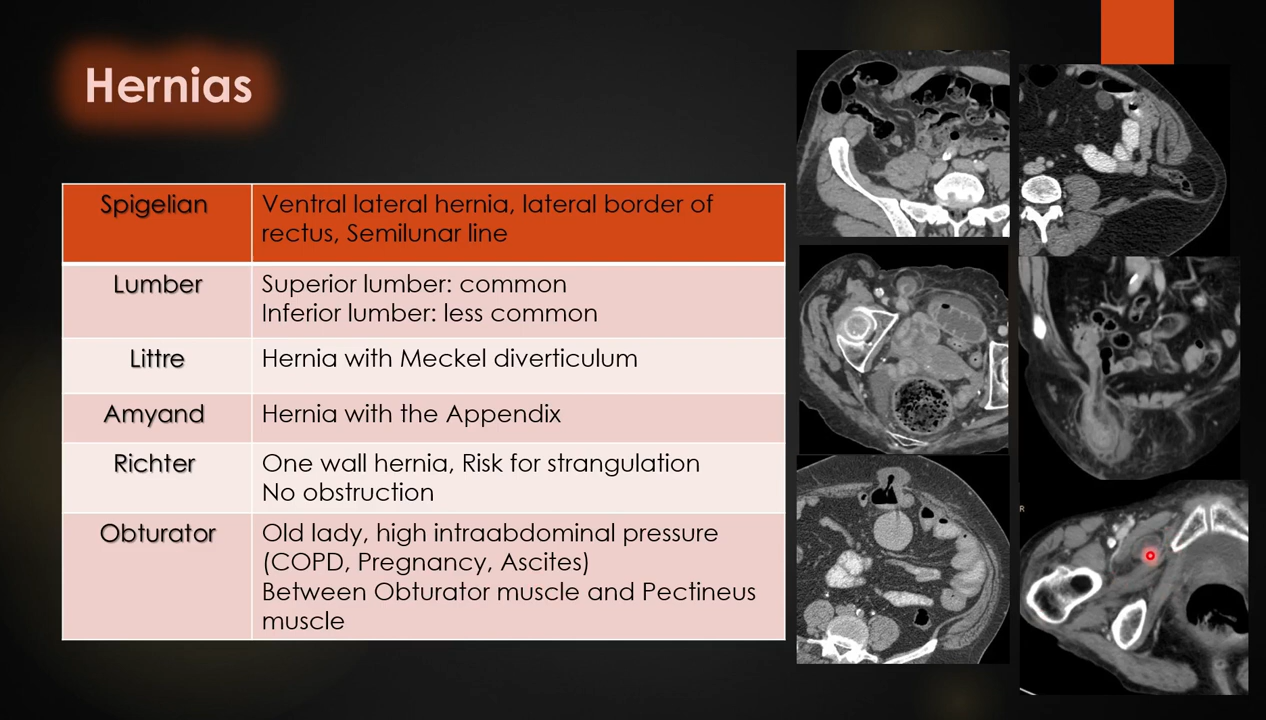 Hernias
Spigelian
Ventral lateral hernia, lateral border of
rectus, Semilunar line
Lumber
Superior lumber: common
Inferior lumber: less common
Littre
Hernia with Meckel diverticulum
Amyand
Hernia with the Appendix
Richter
One wall hernia, Risk for strangulation
No obstruction
Obturator
Old lady, high intraabdominal pressure
(COPD, Pregnancy, Ascites)
Between Obturator muscle and Pectineus
muscle
R